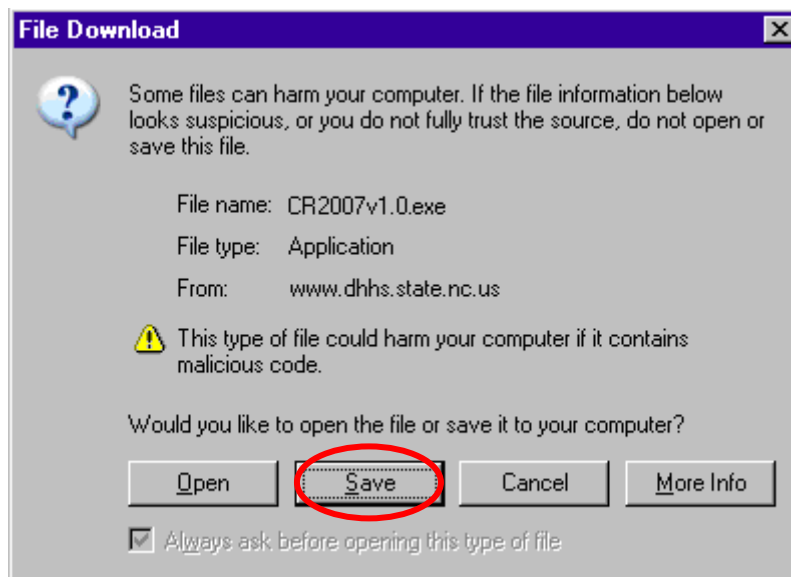 File Download
Some files can harm your computer. If the file information below
looks suspicious, or you do not fully trust the source, do not open or
save this file.
File name: CR2007v1.0.exe
File type: Application
From: www.dhhs.state.nc.us
This type of file could harm your computer if it contains
malicious code.
Would you like to open the file or save it to your computer?
Open Save Cancel More Info
Always ask before opening this type of file